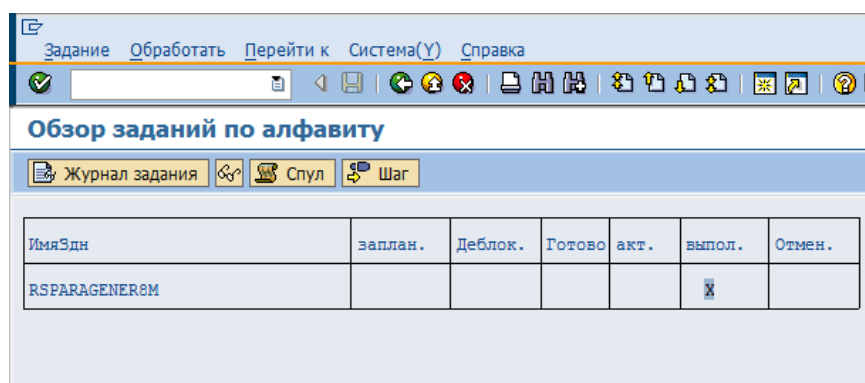 Задание Обработать Перейти к Система(Y) Справка
Обзор заданий по алфавиту
Журнал задания Спул Шаг
ИмяЗдн заплан. Деблок. Готово акт. выпол. Отмен.
RSPARAGENER8M X